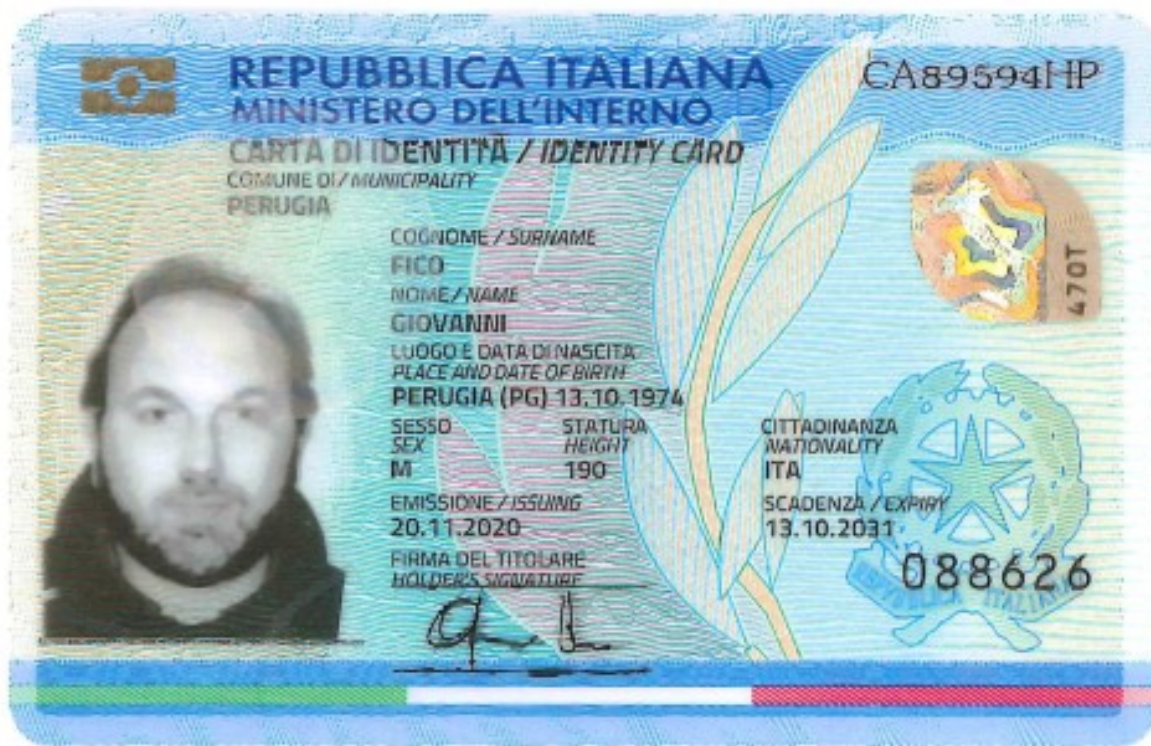 REPUBBLICA ITALIANA
CA89594HP
MINISTERO DELL'INTERNO
CARTA DI IDENTITÀ / IDENTITY CARD
COMUNE DI / MUNICIPALITY
PERUGIA
COGNOME / SURNAME
FICO
NOME / NAME
GIOVANNI
LUOGO E DATA DI NASCITA
PLACE AND DATE OF BIRTH
PERUGIA (PG) 13.10.1974
SESSO STATURA CITTADINANZA
SEX HEIGHT NATIONALITY
M 190 ITA
EMISSIONE / ISSUING SCADENZA / EXPIRY
20.11.2020 13.10.2031
FIRMA DEL TITOLARE
HOLDER'S SIGNATURE
088626
470T
ITALIANA